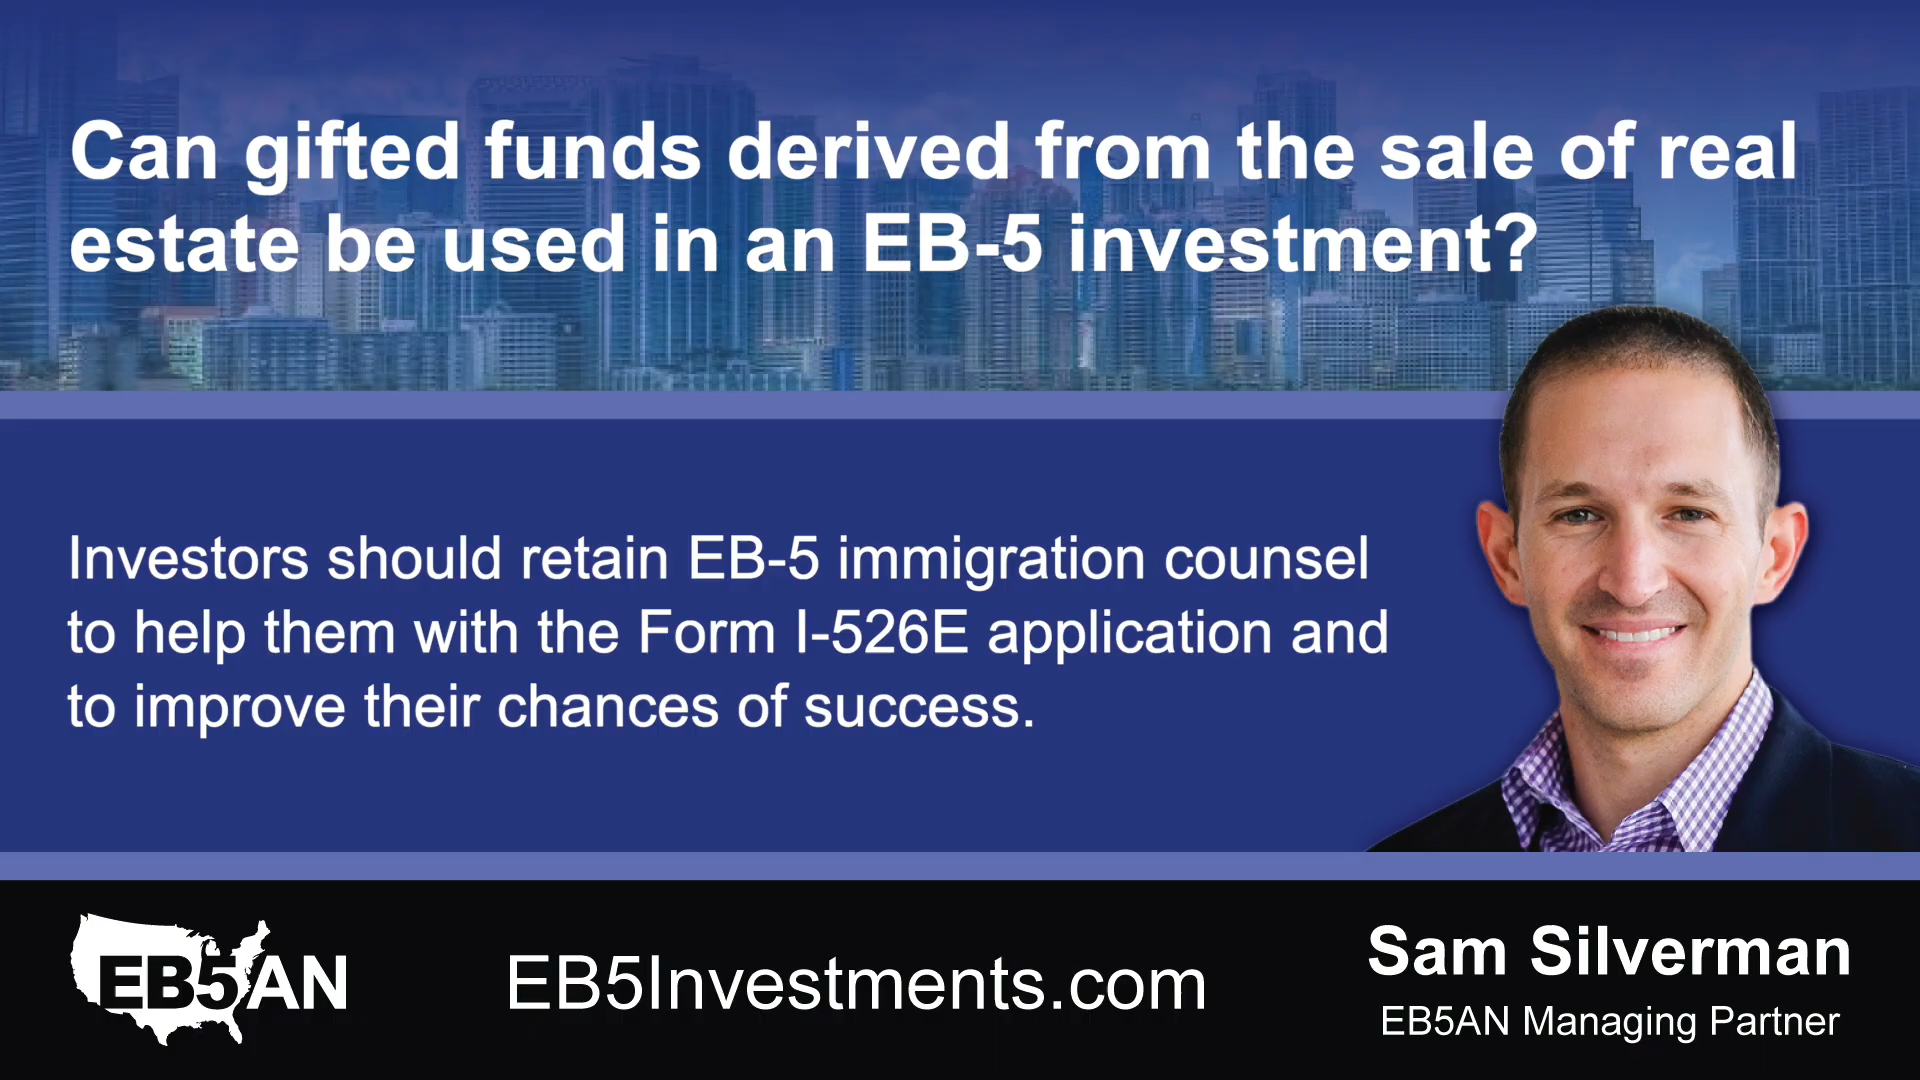 Can gifted funds derived from the sale of real
estate be used in an EB-5 investment?
Investors should retain EB-5 immigration counsel
to help them with the Form I-526E application and
to improve their chances of success.
EB5AN
EB5Investments.com
Sam Silverman
EB5AN Managing Partner